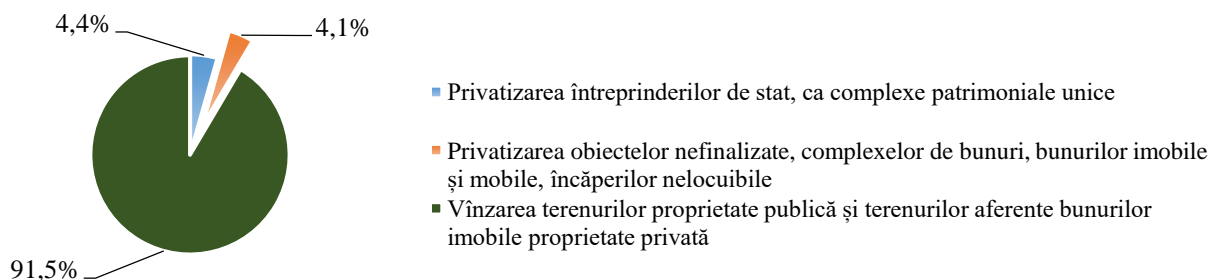 4,4%
4,1%
Privatizarea întreprinderilor de stat, ca complexe patrimoniale unice
Privatizarea obiectelor nefinalizate, complexelor de bunuri, bunurilor imobile
și mobile, încăperilor nelocuibile
Vînzarea terenurilor proprietate publică și terenurilor aferente bunurilor
imobile proprietate privată
91,5%